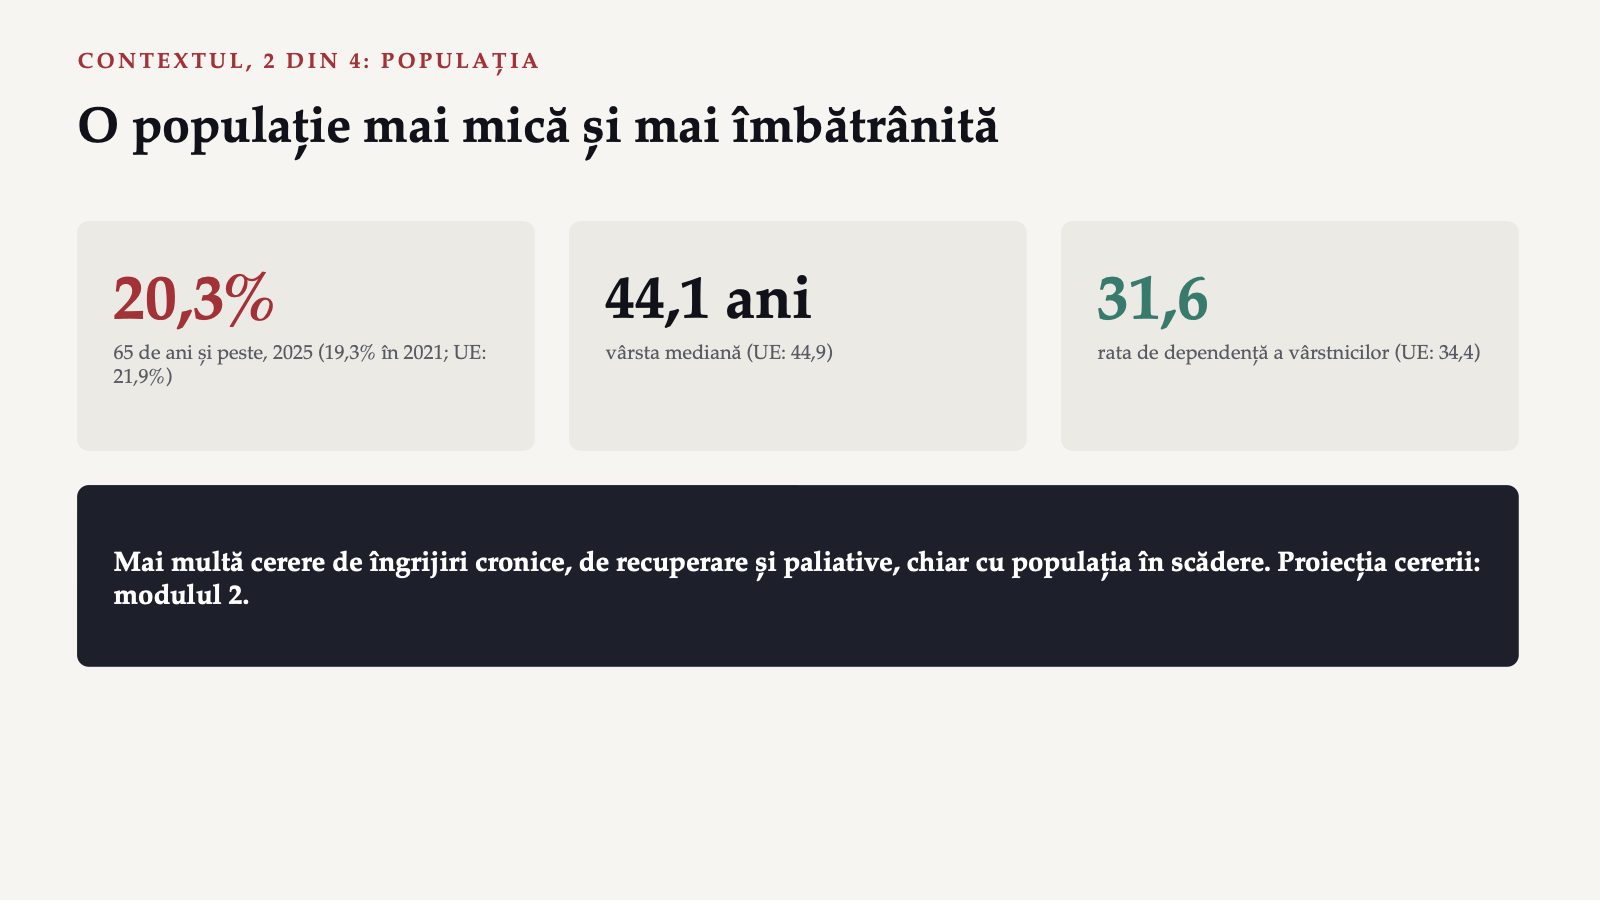 CONTEXTUL, 2 DIN 4: POPULAȚIA
O populație mai mică și mai îmbătrânită
20,3%
65 de ani și peste, 2025 (19,3% în 2021; UE:
21,9%)
44,1 ani
vârsta mediană (UE: 44,9)
31,6
rata de dependență a vârstnicilor (UE: 34,4)
Mai multă cerere de îngrijiri cronice, de recuperare și paliative, chiar cu populația în scădere. Proiecția cererii:
modulul 2.